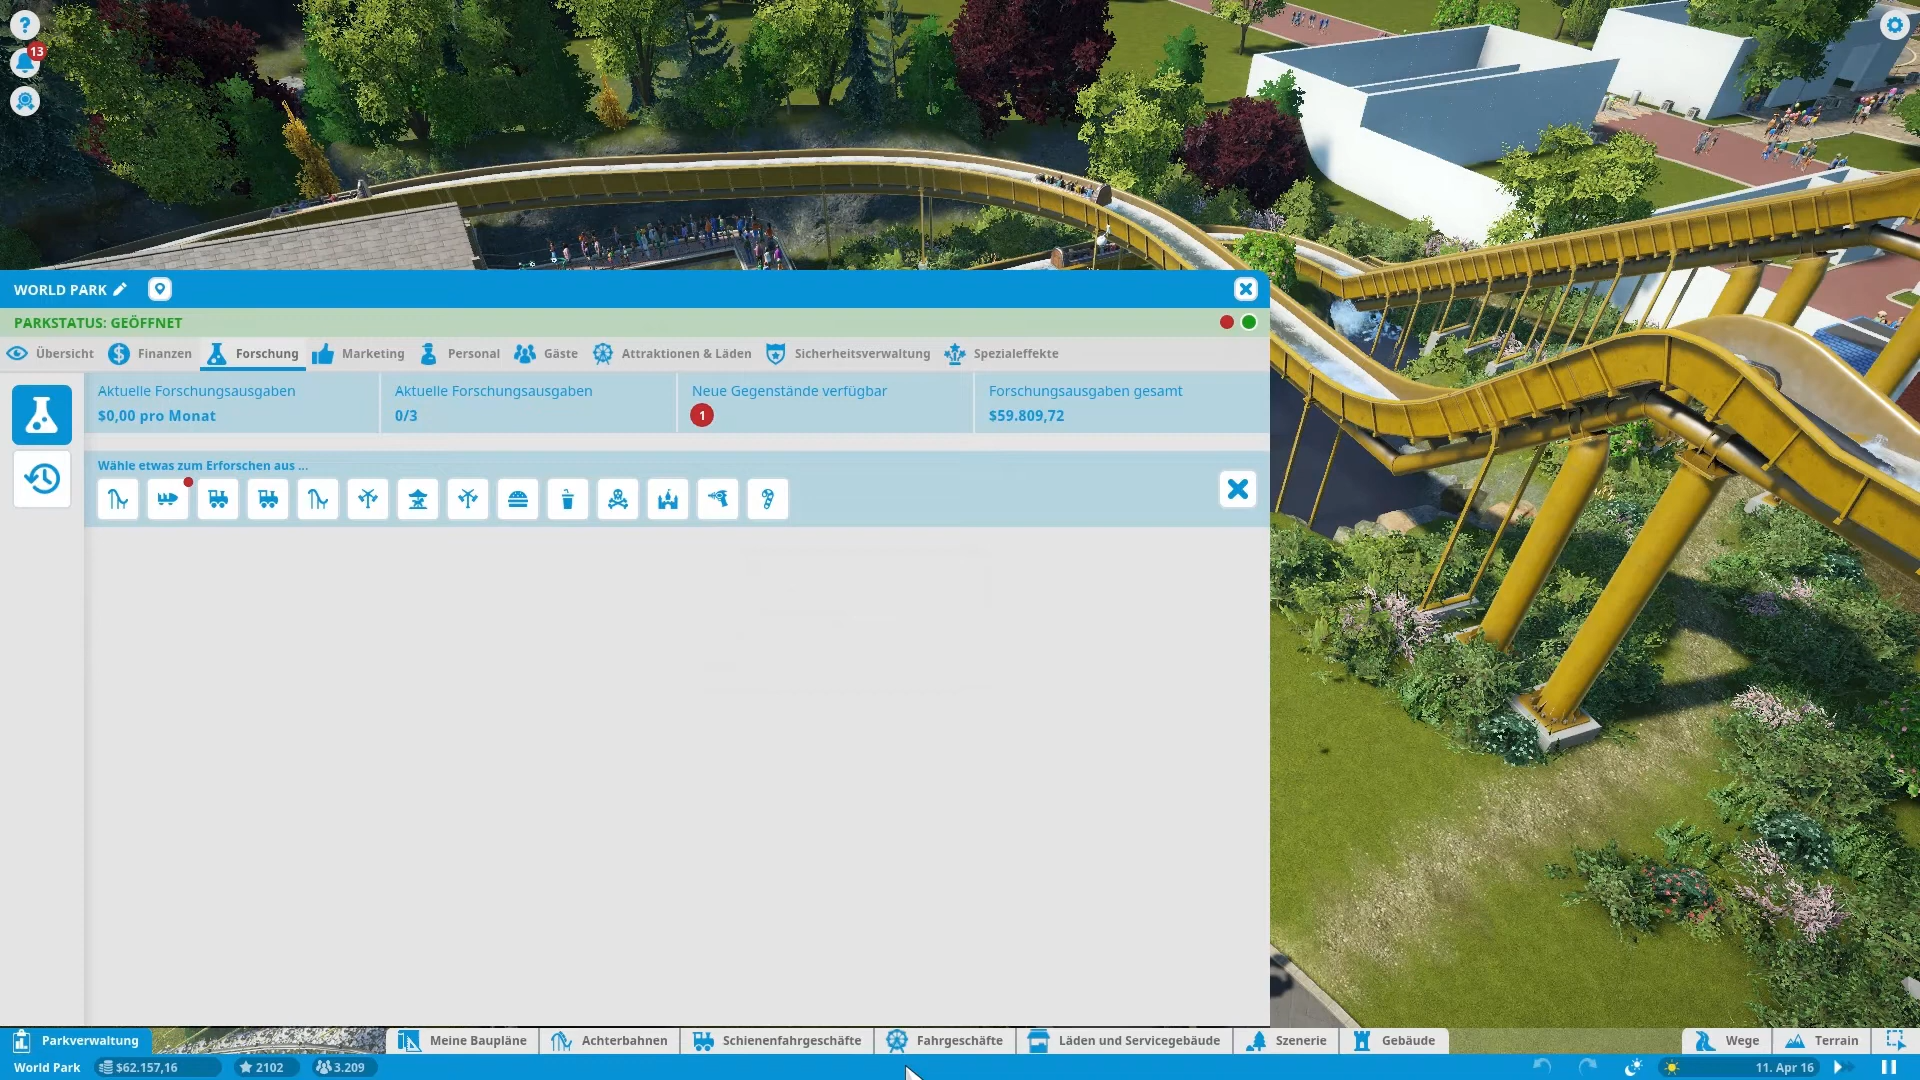 13
WORLD PARK
PARKSTATUS: GEÖFFNET
Übersicht Finanzen Forschung Marketing Personal Gäste Attraktionen & Läden Sicherheitsverwaltung Spezialeffekte
Aktuelle Forschungsausgaben Aktuelle Forschungsausgaben Neue Gegenstände verfügbar Forschungsausgaben gesamt
$0,00 pro Monat 0/3 1 $59.809,72
Wähle etwas zum Erforschen aus ...
Parkverwaltung Meine Baupläne Achterbahnen Schienenfahrgeschäfte Fahrgeschäfte Läden und Servicegebäude Szenerie Gebäude Wege Terrain
World Park $62.157,16 2102 3.209 11. Apr 16